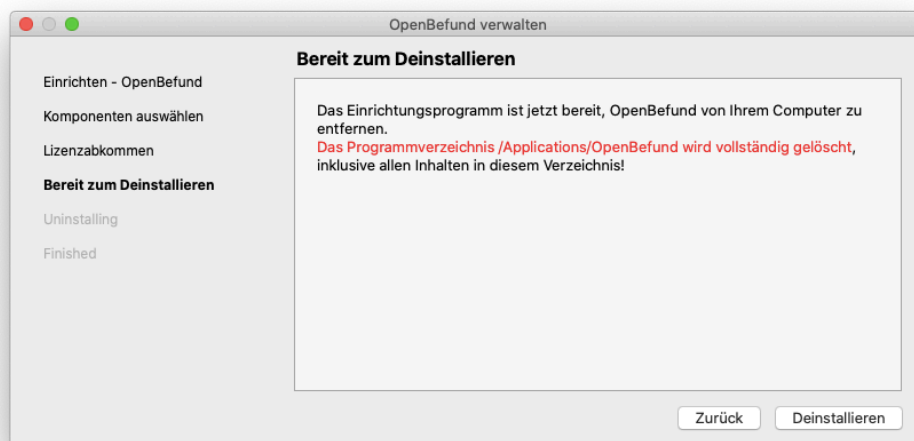 OpenBefund verwalten
Bereit zum Deinstallieren
Einrichten - OpenBefund
Komponenten auswählen
Lizenzabkommen
Bereit zum Deinstallieren
Uninstalling
Finished
Das Einrichtungsprogramm ist jetzt bereit, OpenBefund von Ihrem Computer zu
entfernen.
Das Programmverzeichnis /Applications/OpenBefund wird vollständig gelöscht,
inklusive allen Inhalten in diesem Verzeichnis!
Zurück
Deinstallieren